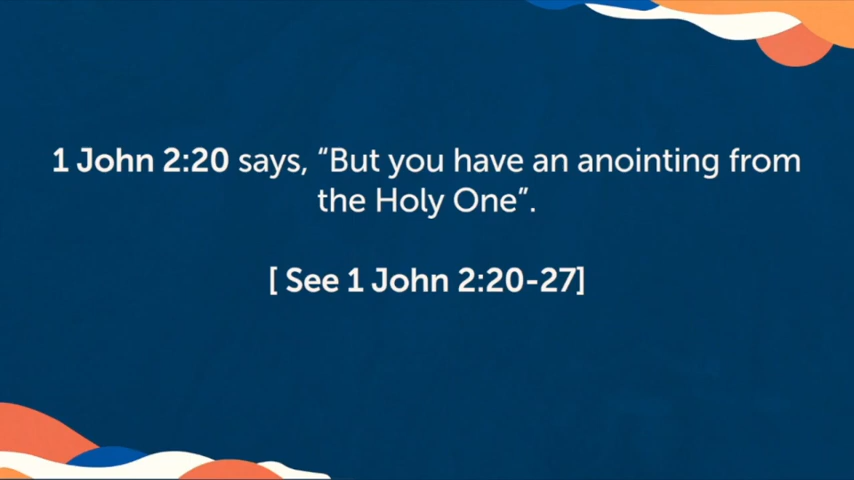 1 John 2:20 says, “But you have an anointing from
the Holy One”.
[ See 1 John 2:20-27]